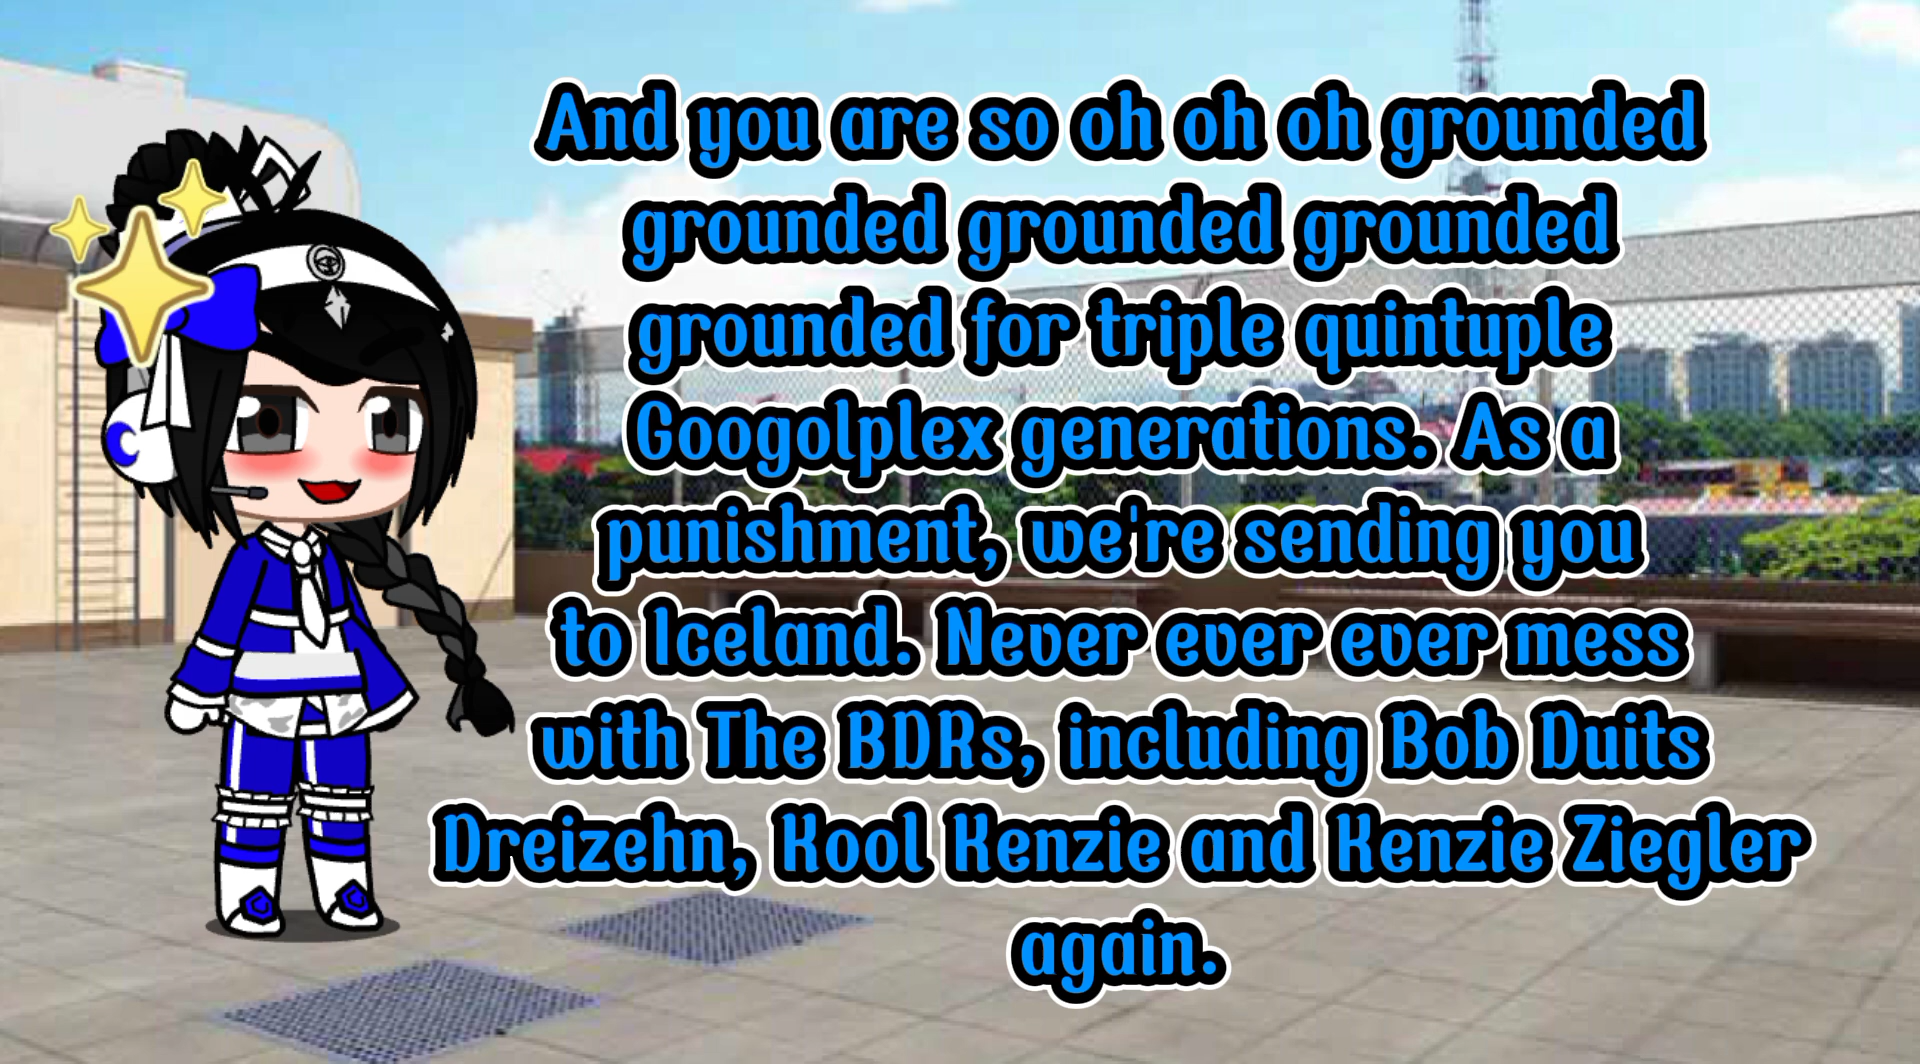 And you are so oh oh oh grounded
grounded grounded grounded
grounded for triple quintuple
Googolplex generations. As a
punishment, we're sending you
to Iceland. Never ever ever mess
with The BDRs, including Bob Duits
Dreizehn, Kool Kenzie and Kenzie Ziegler
again.